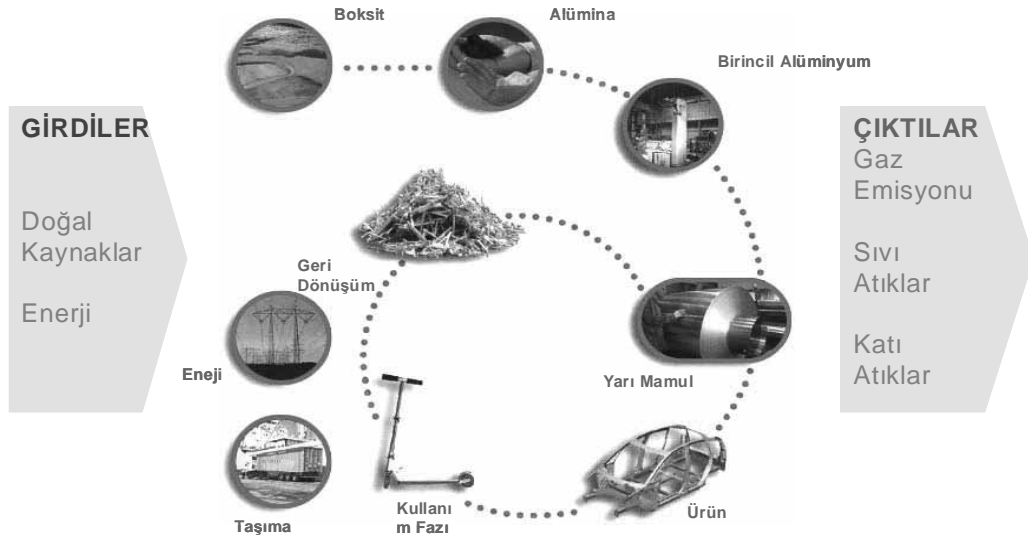 Boksit
Alümina
Birincil Alüminyum
GİRDİLER
Doğal
Kaynaklar
Enerji
ÇIKTILAR
Gaz
Emisyonu
Sıvı
Atıklar
Katı
Atıklar
Geri
Dönüşüm
Eneji
Yarı Mamul
Taşıma
Kullanı
m Fazı
Ürün